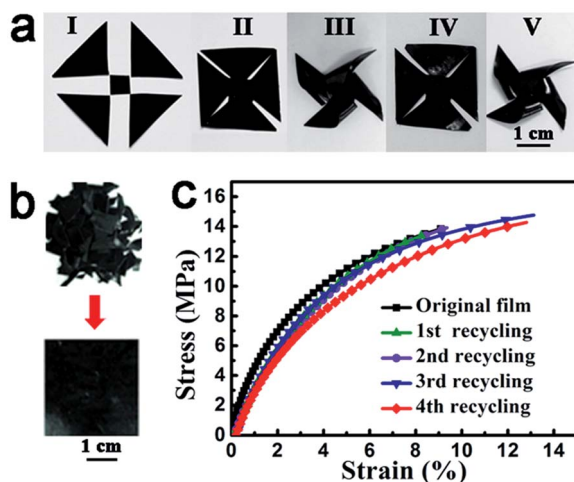 a
I II III IV V
1 cm
b
1 cm
c
Stress (MPa)
16
14
12
10
8
6
4
2
0
Original film
1st recycling
2nd recycling
3rd recycling
4th recycling
0 2 4 6 8 10 12 14
Strain (%)